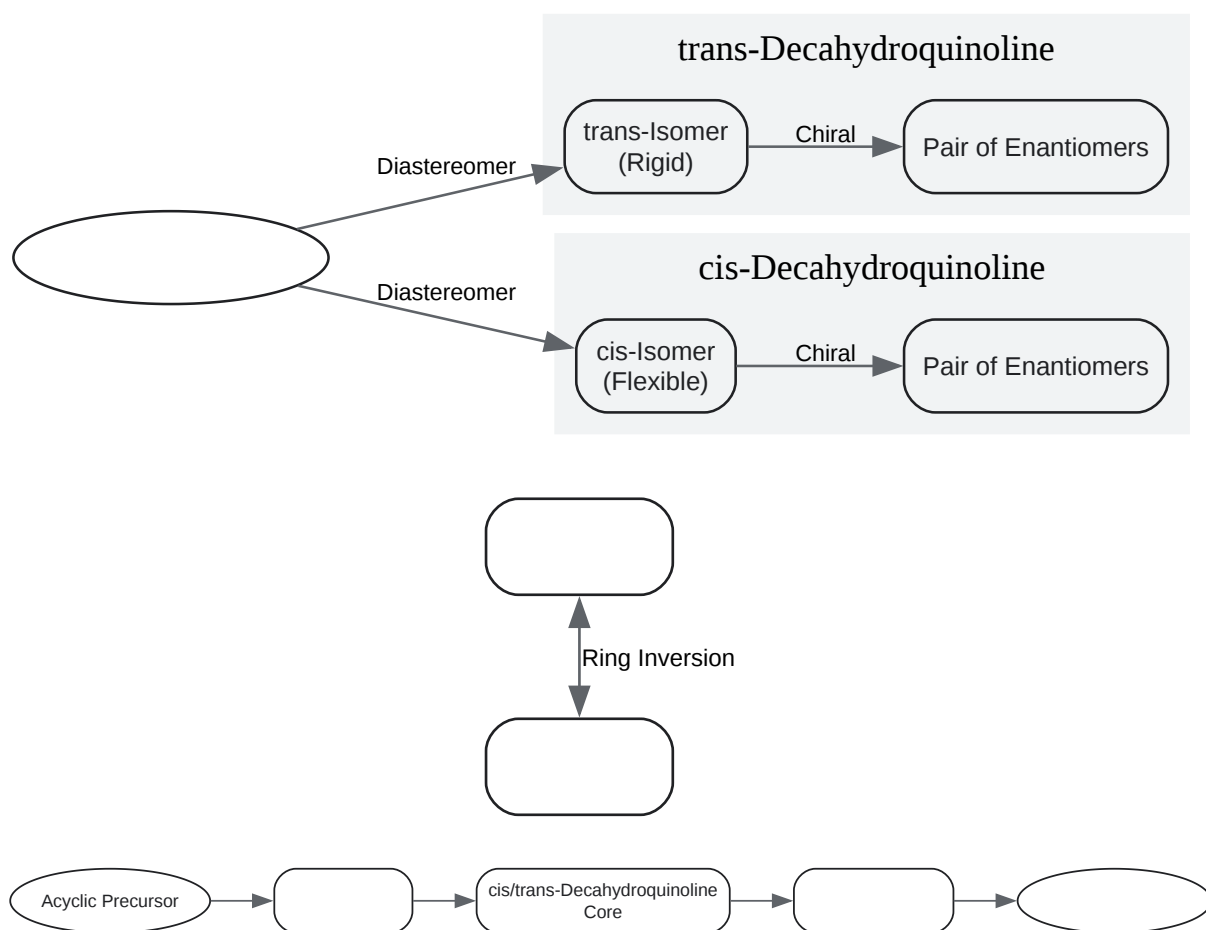 trans-Decahydroquinoline
trans-Isomer
(Rigid)
Chiral
Pair of Enantiomers
Diastereomer
cis-Decahydroquinoline
Diastereomer
cis-Isomer
(Flexible)
Chiral
Pair of Enantiomers
Ring Inversion
Acyclic Precursor
cis/trans-Decahydroquinoline
Core